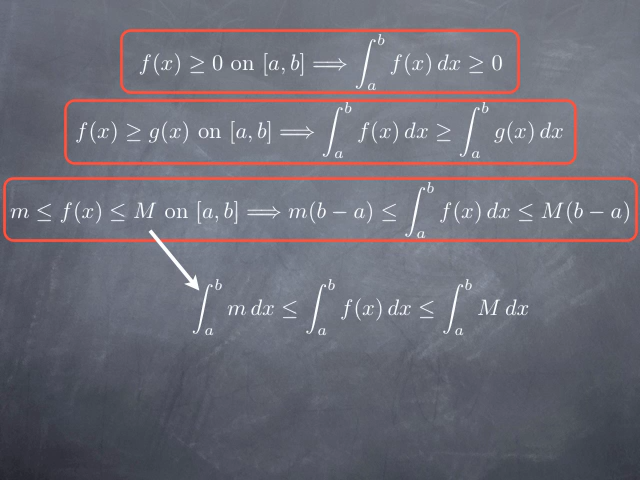 f(x) ≥ 0 on [a, b] ⟹ ∫_a^b f(x) dx ≥ 0
f(x) ≥ g(x) on [a, b] ⟹ ∫_a^b f(x) dx ≥ ∫_a^b g(x) dx
m ≤ f(x) ≤ M on [a, b] ⟹ m(b − a) ≤ ∫_a^b f(x) dx ≤ M(b − a)
∫_a^b m dx ≤ ∫_a^b f(x) dx ≤ ∫_a^b M dx